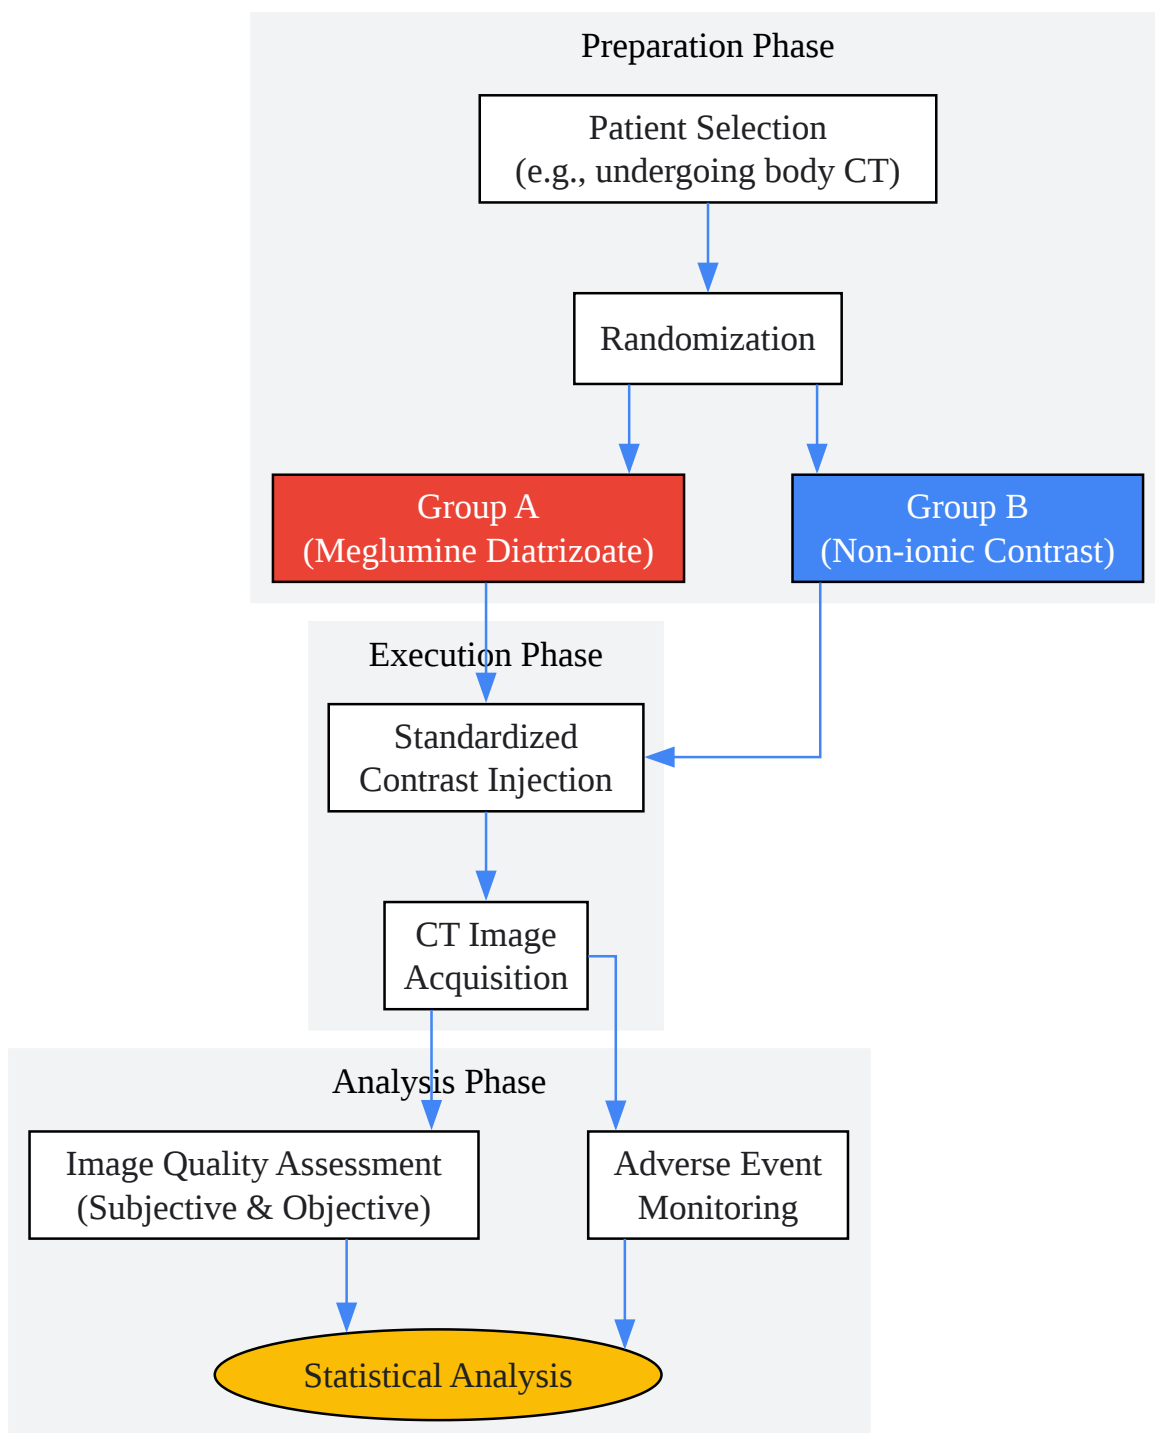 Preparation Phase
Patient Selection
(e.g., undergoing body CT)
Randomization
Group A
(Meglumine Diatrizoate)
Group B
(Non-ionic Contrast)
Execution Phase
Standardized
Contrast Injection
CT Image
Acquisition
Analysis Phase
Image Quality Assessment
(Subjective & Objective)
Adverse Event
Monitoring
Statistical Analysis